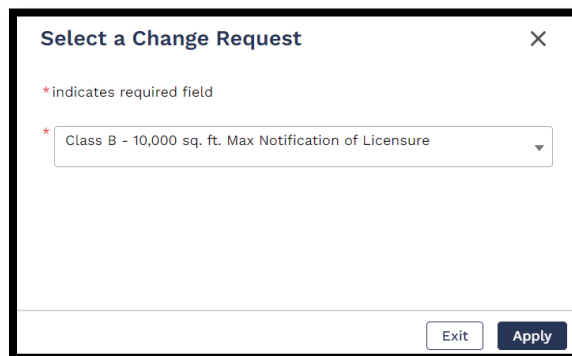 Select a Change Request
*indicates required field
*
Class B - 10,000 sq. ft. Max Notification of Licensure
Exit
Apply